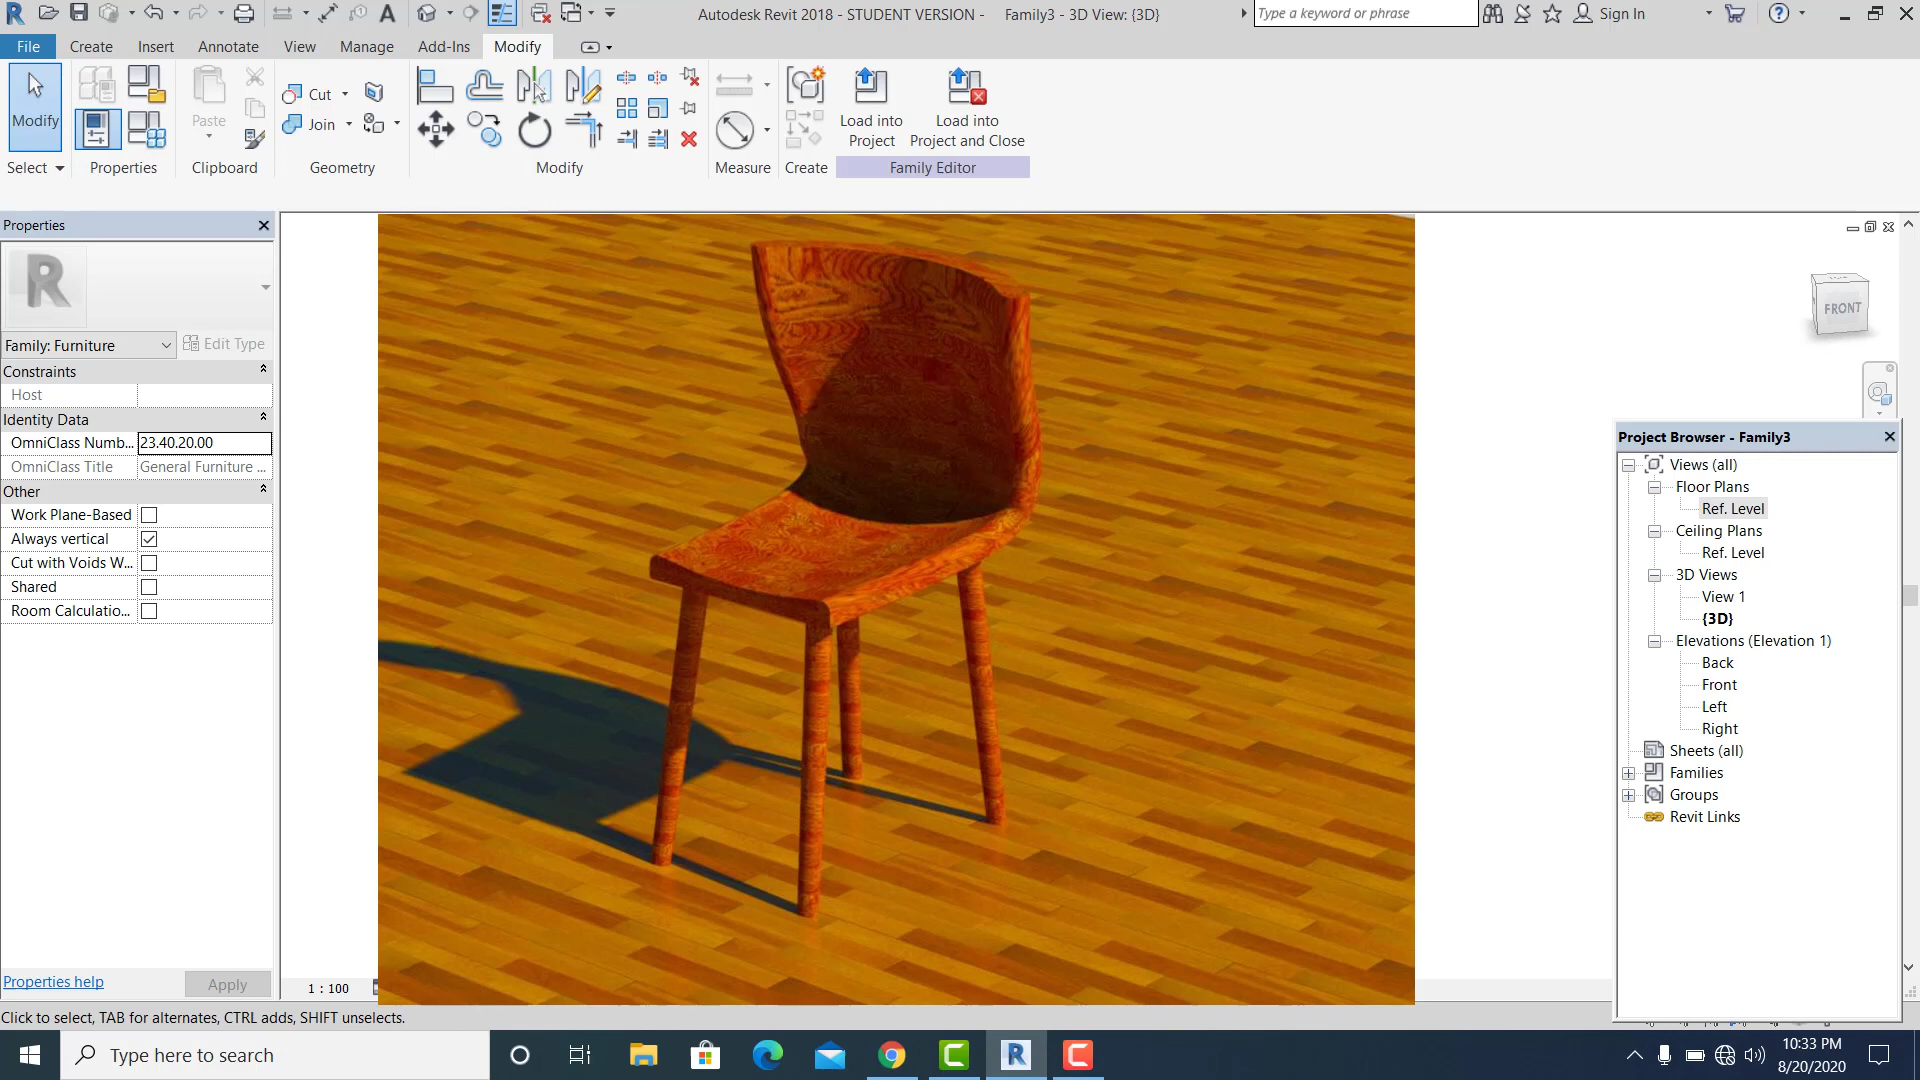 Autodesk Revit 2018 - STUDENT VERSION - Family3 - 3D View: {3D}
Type a keyword or phrase
Sign In
File Create Insert Annotate View Manage Add-Ins Modify
Modify
Paste
Cut
Join
Load into Project
Load into Project and Close
Select Properties Clipboard Geometry Modify Measure Create Family Editor
Properties
Family: Furniture
Edit Type
Constraints
Host
Identity Data
OmniClass Numb... 23.40.20.00
OmniClass Title General Furniture ...
Other
Work Plane-Based
Always vertical
Cut with Voids W...
Shared
Room Calculatio...
Properties help
Apply
1 : 100
FRONT
Project Browser - Family3
Views (all)
Floor Plans
Ref. Level
Ceiling Plans
Ref. Level
3D Views
View 1
{3D}
Elevations (Elevation 1)
Back
Front
Left
Right
Sheets (all)
Families
Groups
Revit Links
Click to select, TAB for alternates, CTRL adds, SHIFT unselects.
Type here to search
10:33 PM
8/20/2020